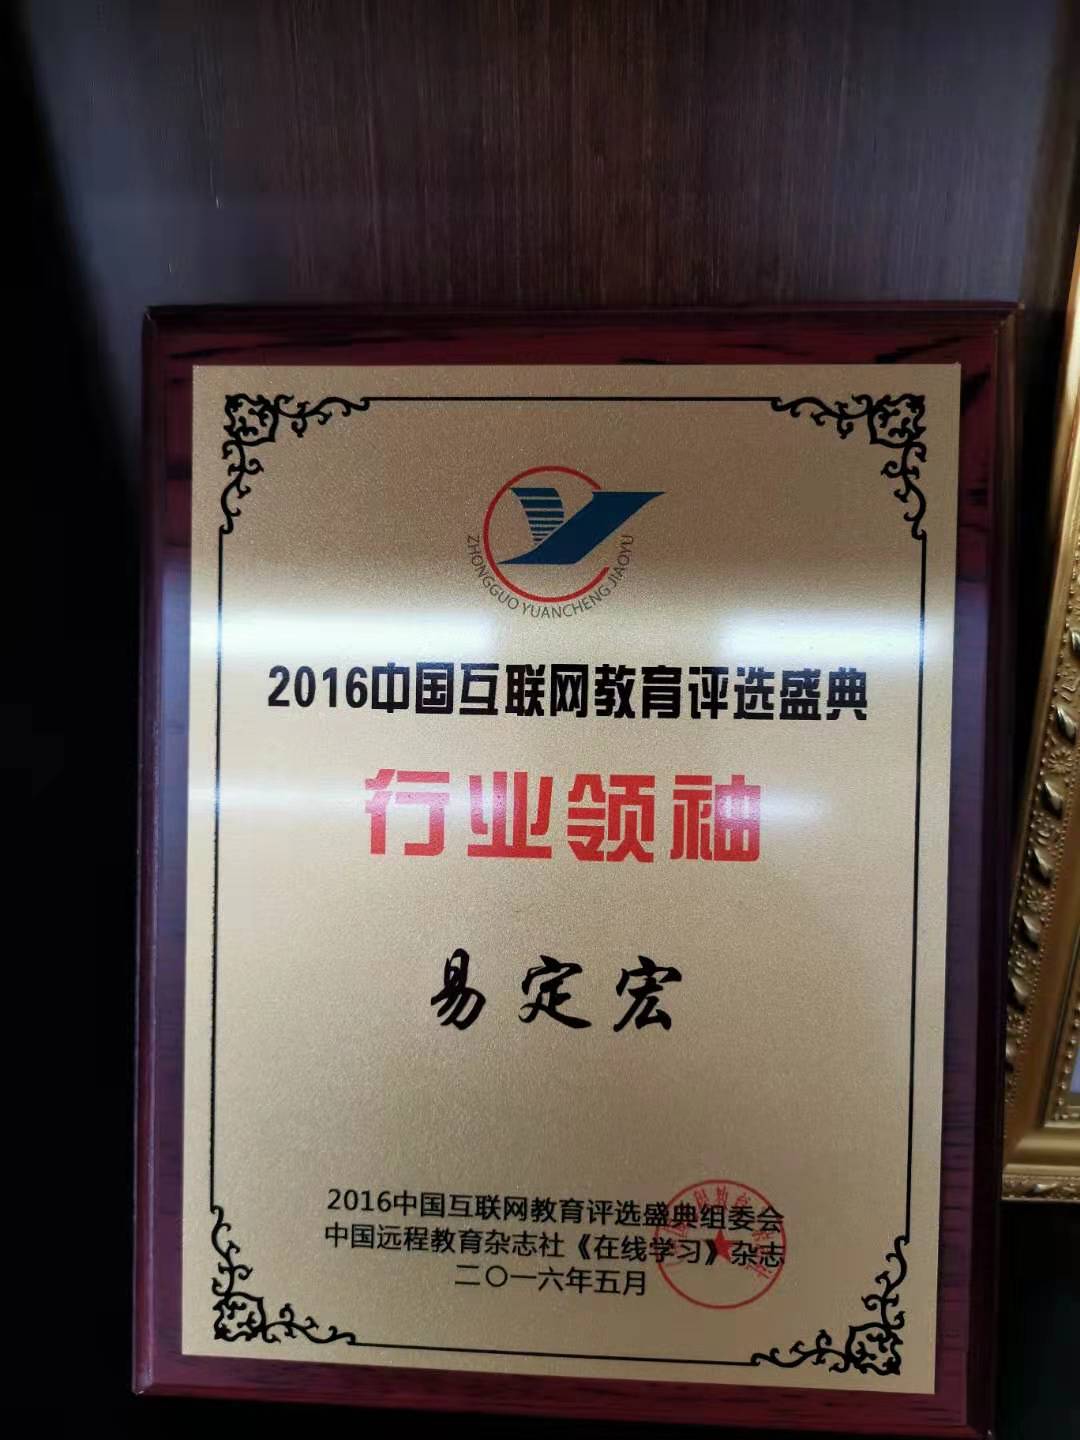 ZHONGGUO YUANCHENG JIAOYU
2016中国互联网教育评选盛典
行业领袖
易定宏
2016中国互联网教育评选盛典组委会
中国远程教育杂志社《在线学习》杂志
二〇一六年五月